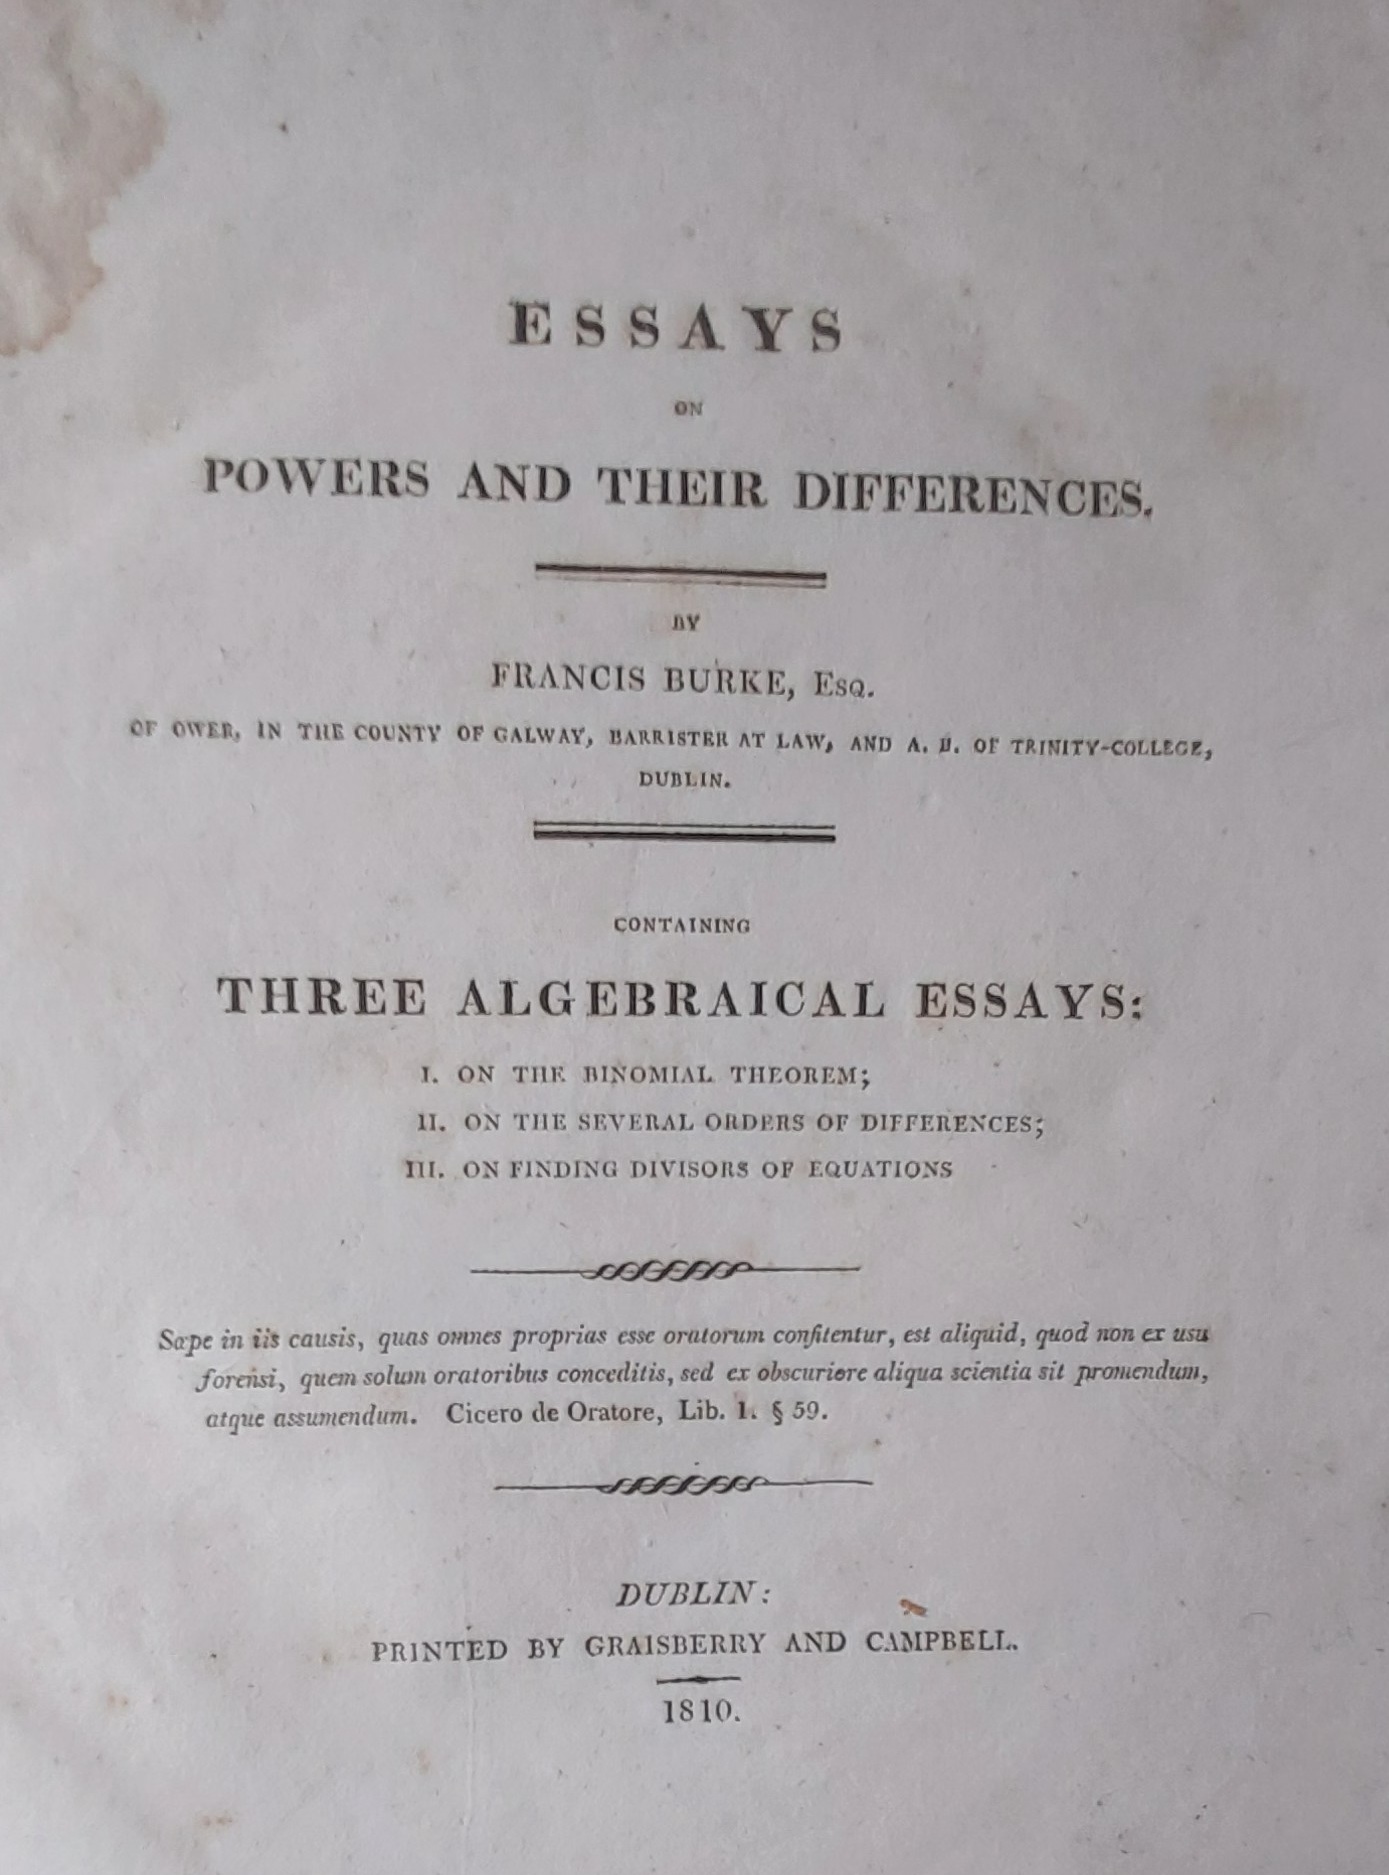 ESSAYS
ON
POWERS AND THEIR DIFFERENCES.
BY
FRANCIS BURKE, Esq.
OF OWER, IN THE COUNTY OF GALWAY, BARRISTER AT LAW, AND A. B. OF TRINITY-COLLEGE,
DUBLIN.
CONTAINING
THREE ALGEBRAICAL ESSAYS:
I. ON THE BINOMIAL THEOREM;
II. ON THE SEVERAL ORDERS OF DIFFERENCES;
III. ON FINDING DIVISORS OF EQUATIONS
Sæpe in iis causis, quas omnes proprias esse oratorum confitentur, est aliquid, quod non ex usu
forensi, quem solum oratoribus conceditis, sed ex obscuriore aliqua scientia sit promendum,
atque assumendum. Cicero de Oratore, Lib. 1. § 59.
DUBLIN:
PRINTED BY GRAISBERRY AND CAMPBELL.
1810.